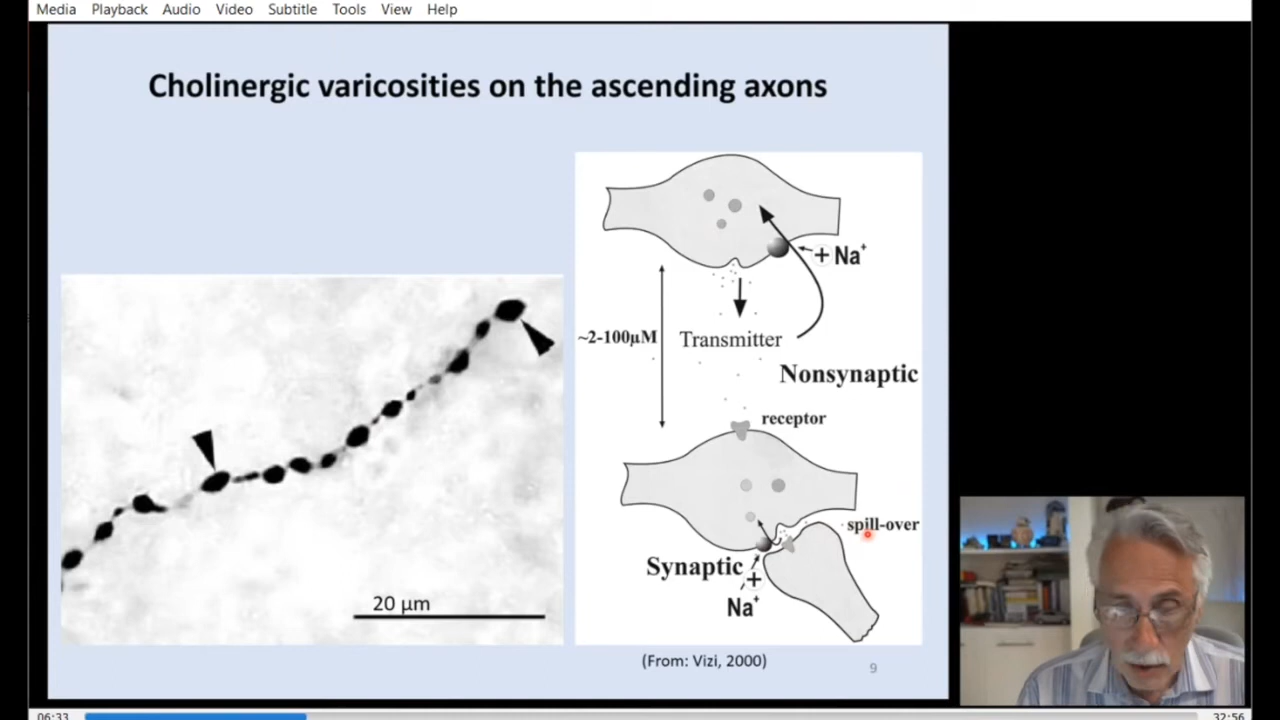 Media Playback Audio Video Subtitle Tools View Help
Cholinergic varicosities on the ascending axons
+ Na⁺
~2-100µM
Transmitter
Nonsynaptic
receptor
spill-over
Synaptic
+
Na⁺
20 µm
(From: Vizi, 2000)
9
06:33
32:56